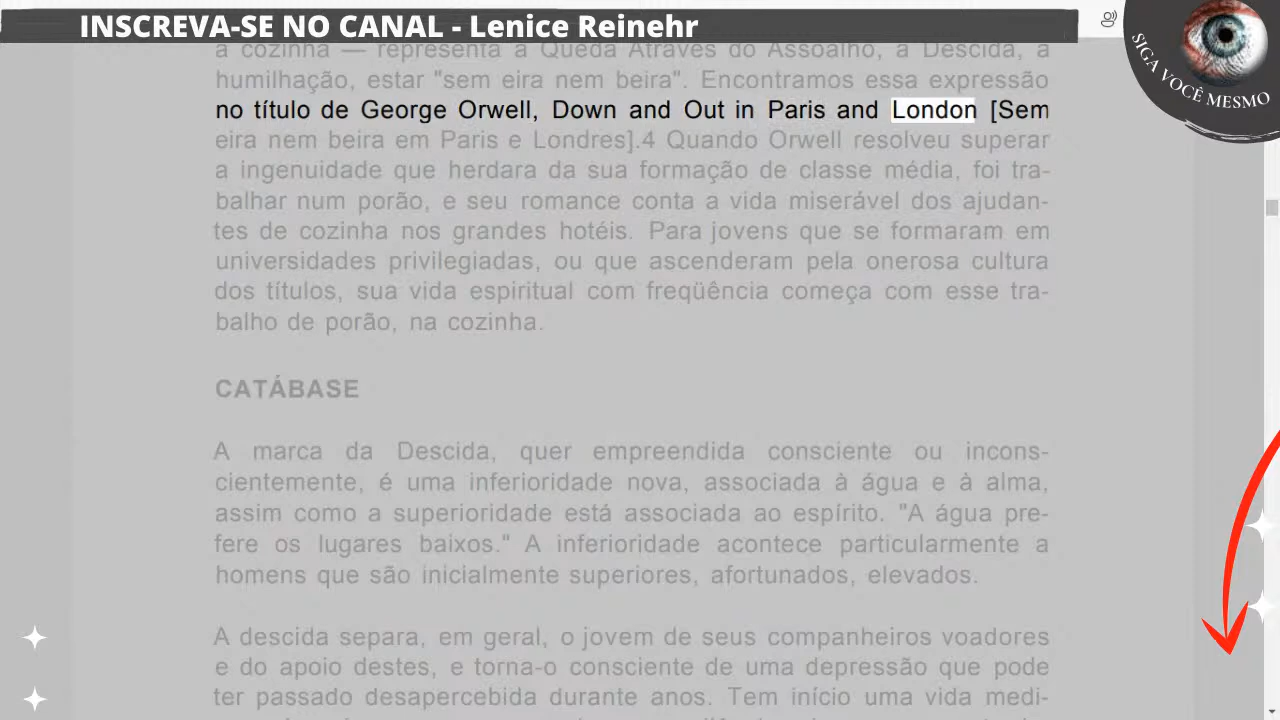 INSCREVA-SE NO CANAL - Lenice Reinehr
SIGA VOCÊ MESMO
a cozinha — representa a Queda Através do Assoalho, a Descida, a
humilhação, estar "sem eira nem beira". Encontramos essa expressão
no título de George Orwell, Down and Out in Paris and London [Sem
eira nem beira em Paris e Londres].4 Quando Orwell resolveu superar
a ingenuidade que herdara da sua formação de classe média, foi tra-
balhar num porão, e seu romance conta a vida miserável dos ajudan-
tes de cozinha nos grandes hotéis. Para jovens que se formaram em
universidades privilegiadas, ou que ascenderam pela onerosa cultura
dos títulos, sua vida espiritual com freqüência começa com esse tra-
balho de porão, na cozinha.
CATÁBASE
A marca da Descida, quer empreendida consciente ou incons-
cientemente, é uma inferioridade nova, associada à água e à alma,
assim como a superioridade está associada ao espírito. "A água pre-
fere os lugares baixos." A inferioridade acontece particularmente a
homens que são inicialmente superiores, afortunados, elevados.
A descida separa, em geral, o jovem de seus companheiros voadores
e do apoio destes, e torna-o consciente de uma depressão que pode
ter passado desapercebida durante anos. Tem início uma vida medi-